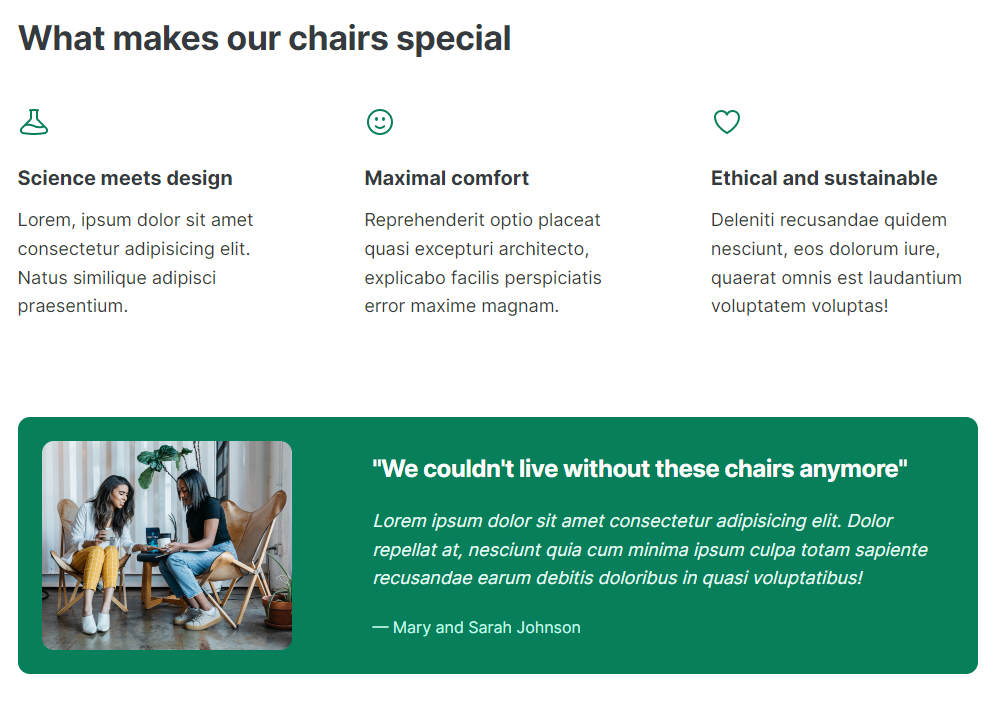 What makes our chairs special
Science meets design
Lorem, ipsum dolor sit amet
consectetur adipisicing elit.
Natus similique adipisci
praesentium.
Maximal comfort
Reprehenderit optio placeat
quasi excepturi architecto,
explicabo facilis perspiciatis
error maxime magnam.
Ethical and sustainable
Deleniti recusandae quidem
nesciunt, eos dolorum iure,
quaerat omnis est laudantium
voluptatem voluptas!
"We couldn't live without these chairs anymore"
Lorem ipsum dolor sit amet consectetur adipisicing elit. Dolor
repellat at, nesciunt quia cum minima ipsum culpa totam sapiente
recusandae earum debitis doloribus in quasi voluptatibus!
— Mary and Sarah Johnson